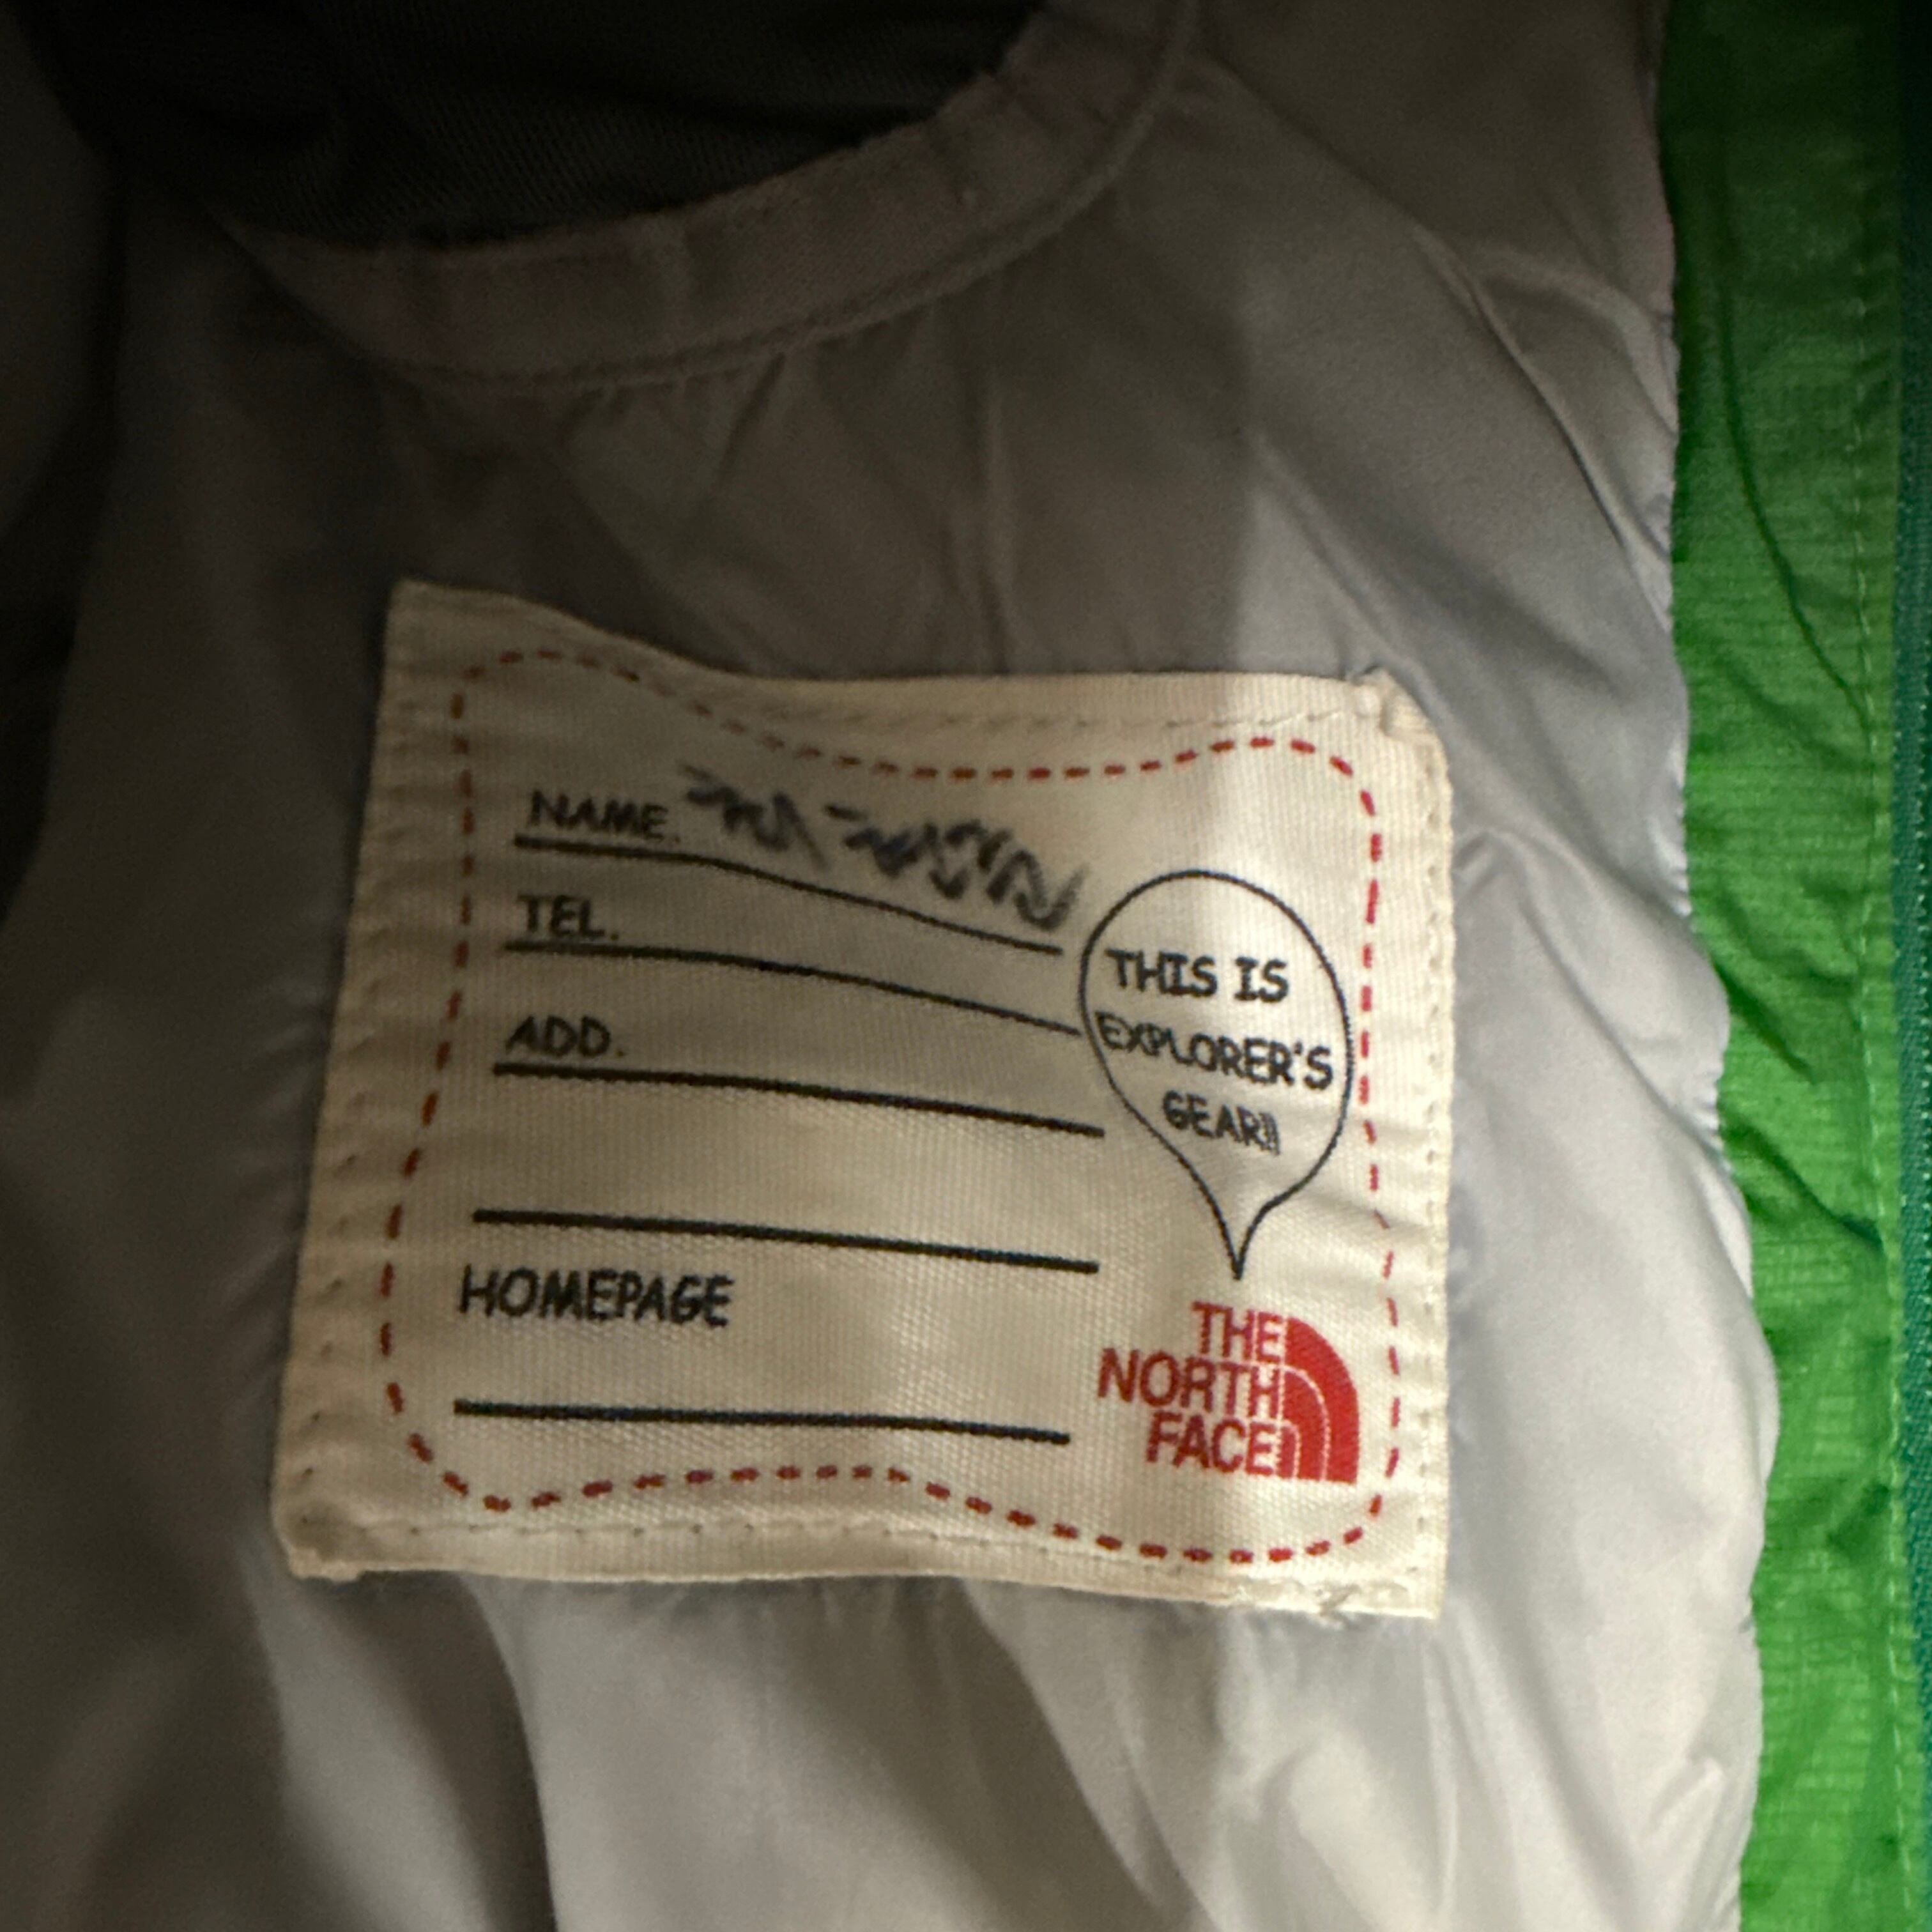 NAME.
TEL.
ADD.
HOMEPAGE
THIS IS
EXPLORER'S
GEAR!!
THE
NORTH
FACE